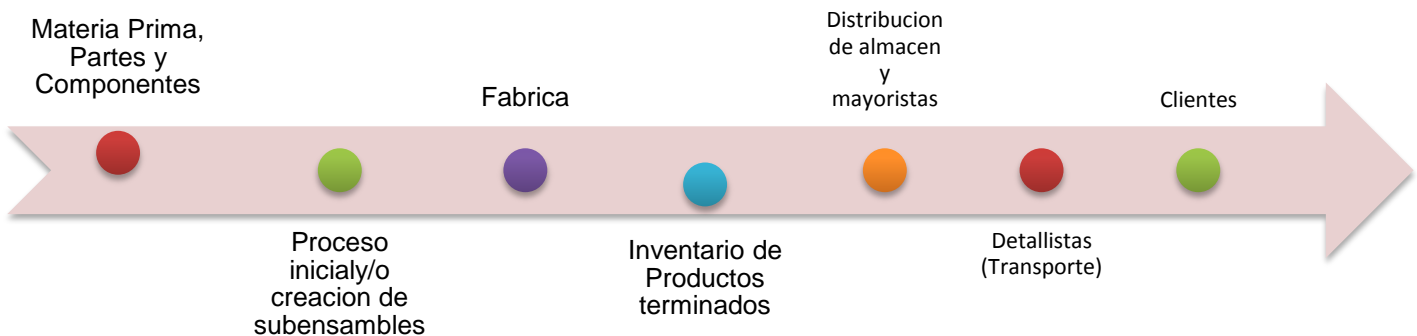 Materia Prima,
Partes y
Componentes
Proceso
inicialy/o
creacion de
subensambles
Fabrica
Inventario de
Productos
terminados
Distribucion
de almacen
y
mayoristas
Detallistas
(Transporte)
Clientes